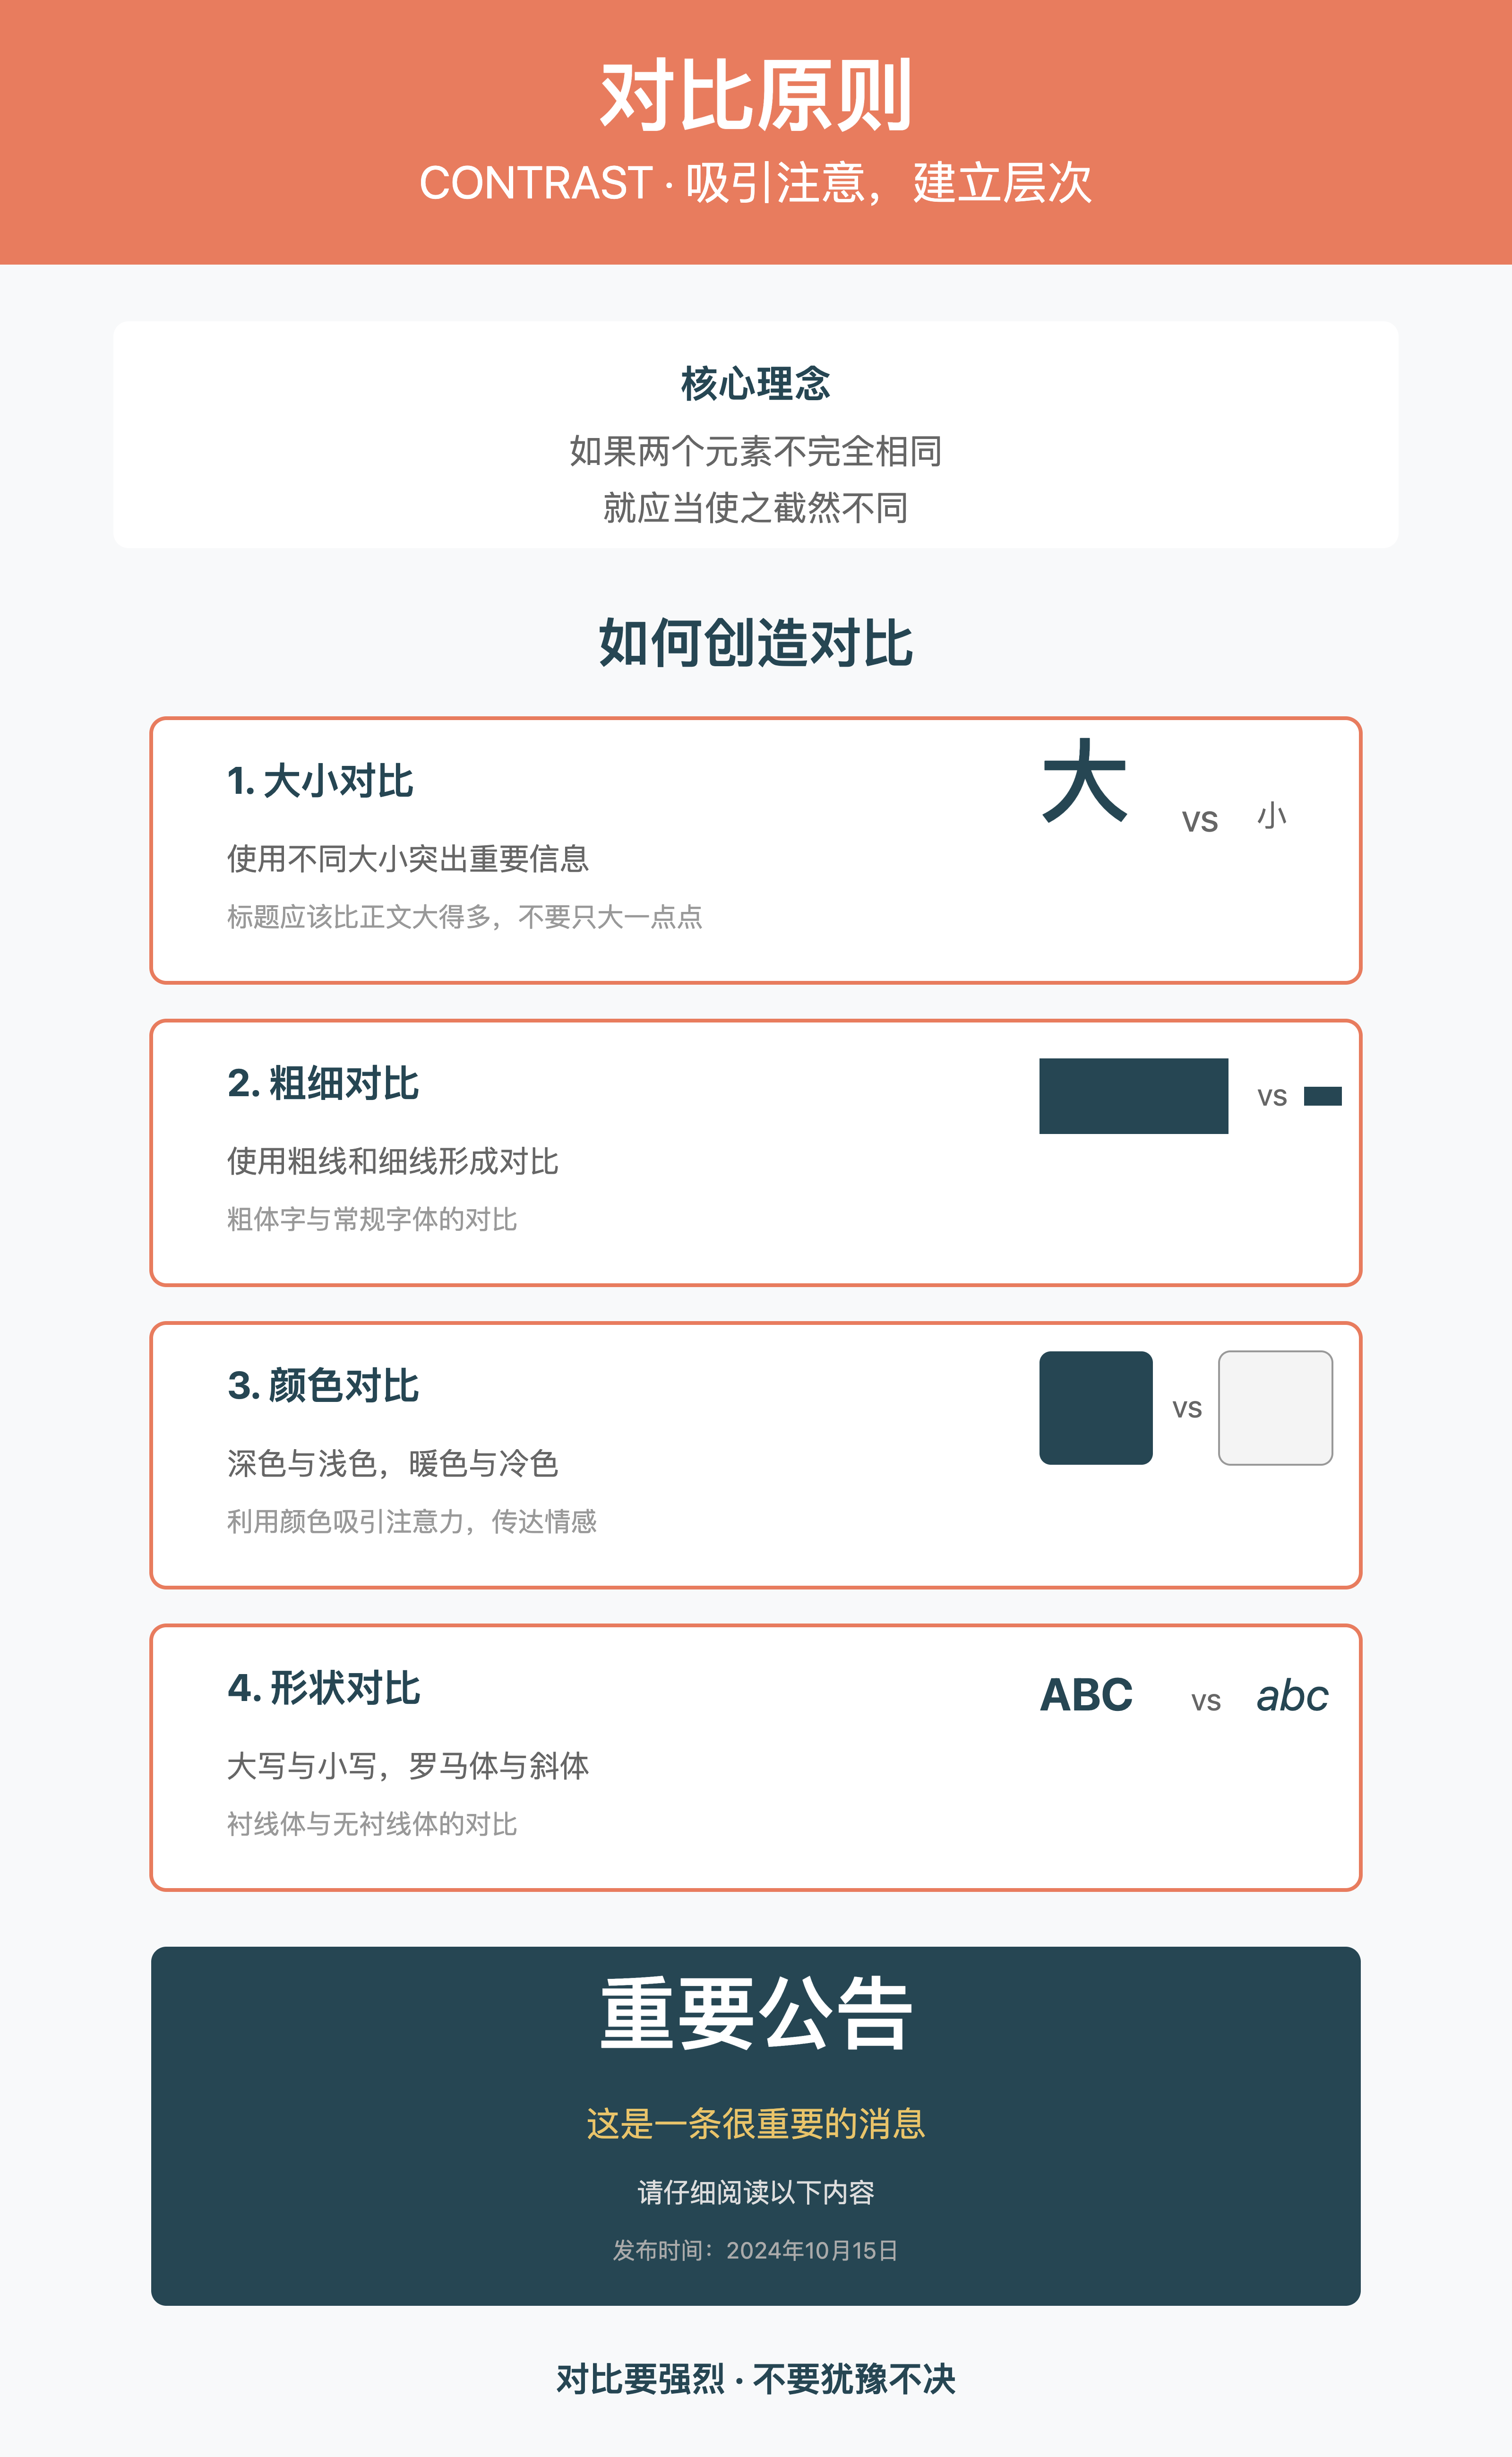 对比原则
CONTRAST · 吸引注意，建立层次
核心理念
如果两个元素不完全相同
就应当使之截然不同
如何创造对比
1. 大小对比
大 vs 小
使用不同大小突出重要信息
标题应该比正文大得多，不要只大一点点
2. 粗细对比
vs
使用粗线和细线形成对比
粗体字与常规字体的对比
3. 颜色对比
vs
深色与浅色，暖色与冷色
利用颜色吸引注意力，传达情感
4. 形状对比
ABC vs abc
大写与小写，罗马体与斜体
衬线体与无衬线体的对比
重要公告
这是一条很重要的消息
请仔细阅读以下内容
发布时间：2024年10月15日
对比要强烈 · 不要犹豫不决